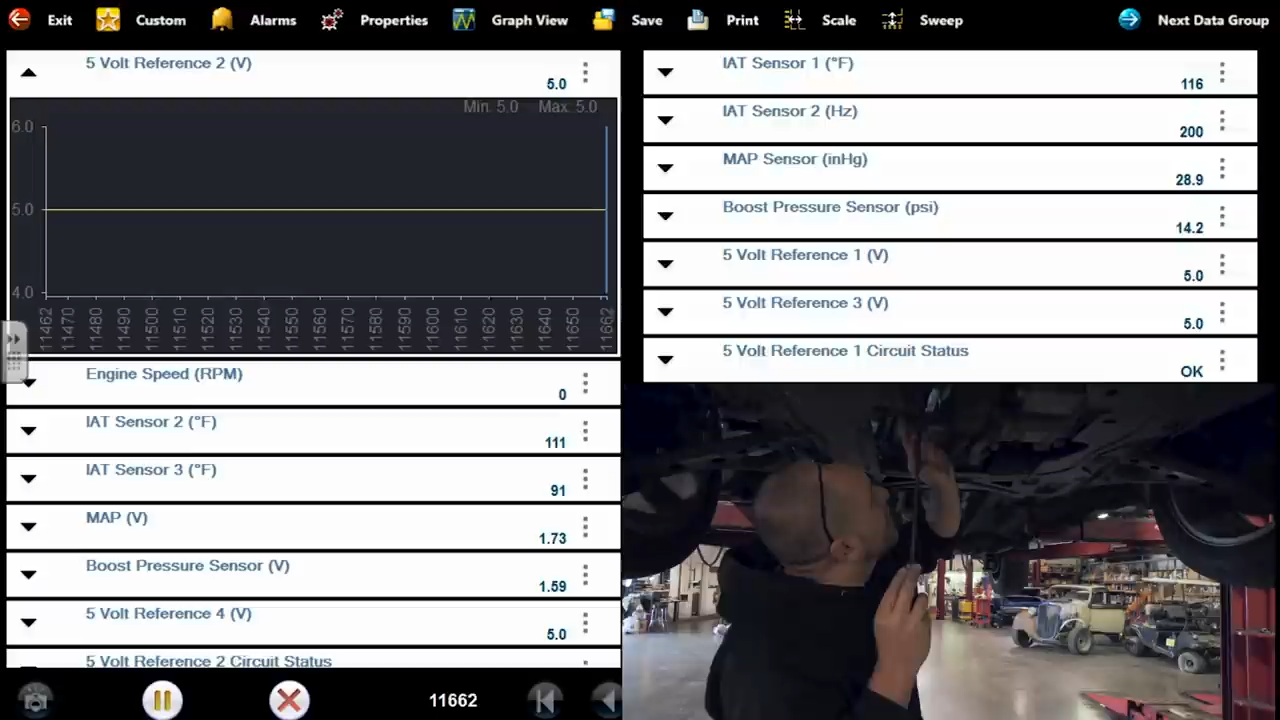 Exit
Custom
Alarms
Properties
Graph View
Save
Print
Scale
Sweep
Next Data Group
5 Volt Reference 2 (V)
5.0
Min. 5.0 Max. 5.0
6.0
5.0
4.0
11462
11470
11480
11490
11500
11510
11520
11530
11540
11550
11560
11570
11580
11590
11600
11610
11620
11630
11640
11650
11662
Engine Speed (RPM)
0
IAT Sensor 2 (°F)
111
IAT Sensor 3 (°F)
91
MAP (V)
1.73
Boost Pressure Sensor (V)
1.59
5 Volt Reference 4 (V)
5.0
5 Volt Reference 2 Circuit Status
IAT Sensor 1 (°F)
116
IAT Sensor 2 (Hz)
200
MAP Sensor (inHg)
28.9
Boost Pressure Sensor (psi)
14.2
5 Volt Reference 1 (V)
5.0
5 Volt Reference 3 (V)
5.0
5 Volt Reference 1 Circuit Status
OK
11662